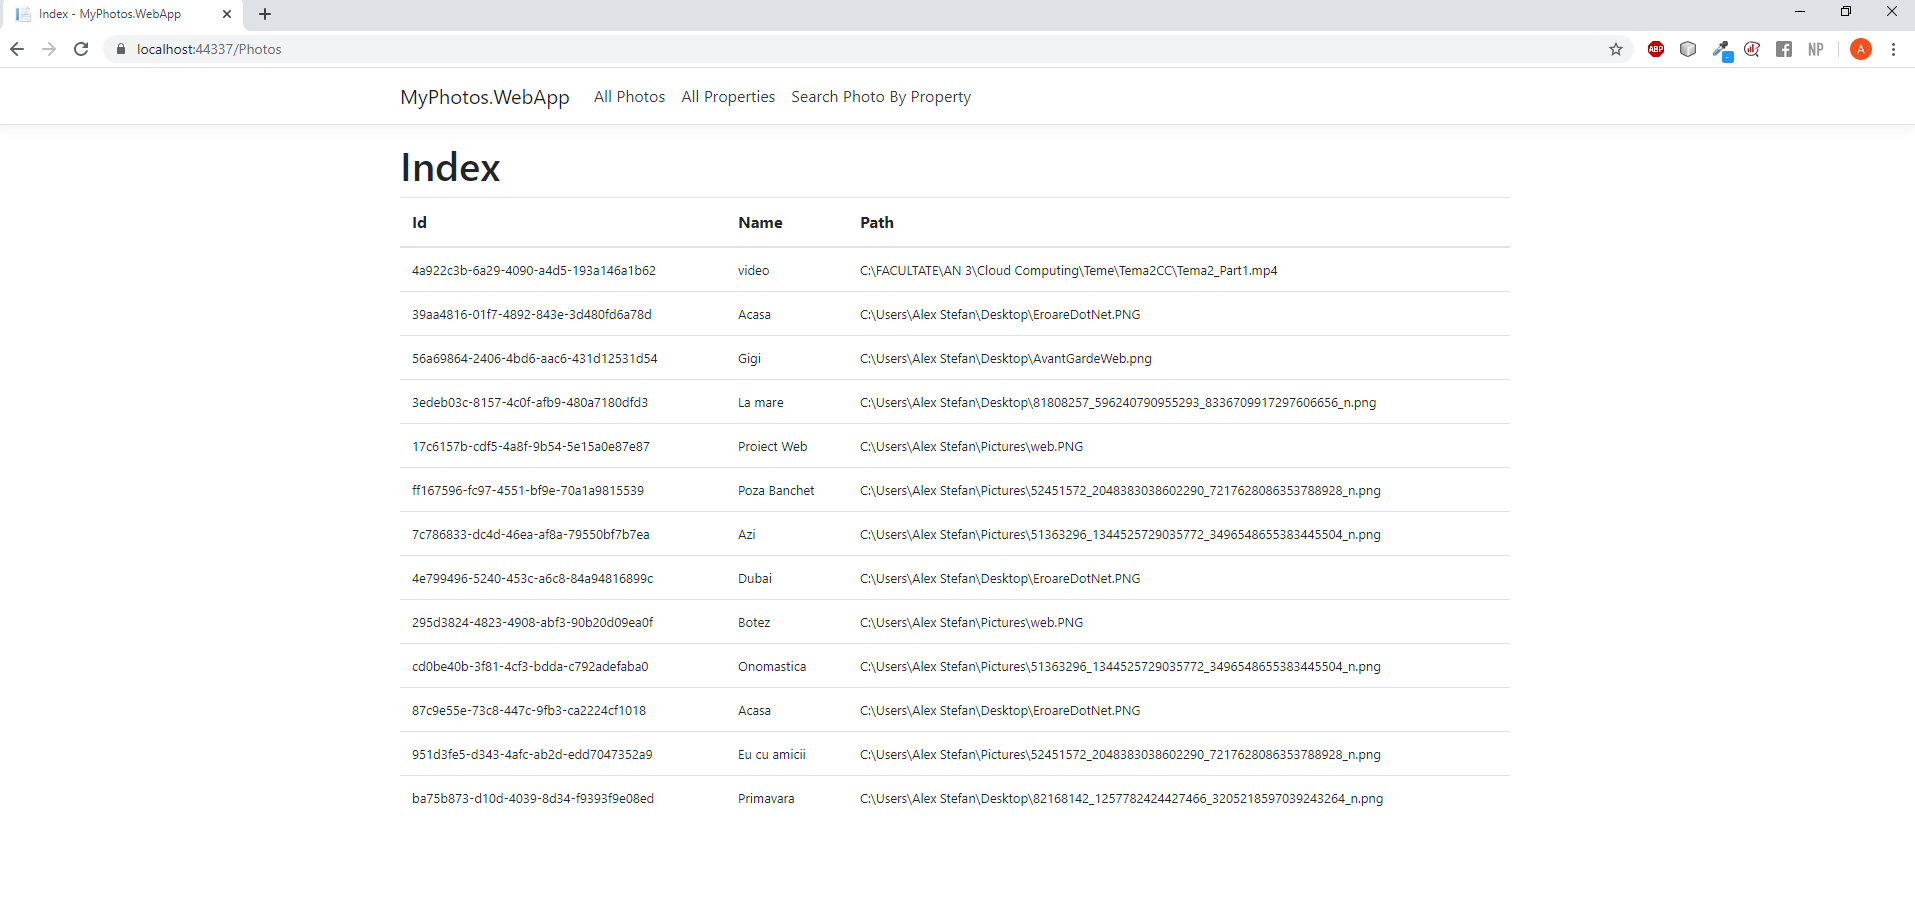 Index - MyPhotos.WebApp
localhost:44337/Photos
ABP
NP
A
MyPhotos.WebApp All Photos All Properties Search Photo By Property
Index
Id Name Path
4a922c3b-6a29-4090-a4d5-193a146a1b62 video C:\FACULTATE\AN 3\Cloud Computing\Teme\Tema2CC\Tema2_Part1.mp4
39aa4816-01f7-4892-843e-3d480fd6a78d Acasa C:\Users\Alex Stefan\Desktop\EroareDotNet.PNG
56a69864-2406-4bd6-aac6-431d12531d54 Gigi C:\Users\Alex Stefan\Desktop\AvantGardeWeb.png
3edeb03c-8157-4c0f-afb9-480a7180dfd3 La mare C:\Users\Alex Stefan\Desktop\81808257_596240790955293_8336709917297606656_n.png
17c6157b-cdf5-4a8f-9b54-5e15a0e87e87 Proiect Web C:\Users\Alex Stefan\Pictures\web.PNG
ff167596-fc97-4551-bf9e-70a1a9815539 Poza Banchet C:\Users\Alex Stefan\Pictures\52451572_2048383038602290_7217628086353788928_n.png
7c786833-dc4d-46ea-af8a-79550bf7b7ea Azi C:\Users\Alex Stefan\Pictures\51363296_1344525729035772_3496548655383445504_n.png
4e799496-5240-453c-a6c8-84a94816899c Dubai C:\Users\Alex Stefan\Desktop\EroareDotNet.PNG
295d3824-4823-4908-abf3-90b20d09ea0f Botez C:\Users\Alex Stefan\Pictures\web.PNG
cd0be40b-3f81-4cf3-bdda-c792adefaba0 Onomastica C:\Users\Alex Stefan\Pictures\51363296_1344525729035772_3496548655383445504_n.png
87c9e55e-73c8-447c-9fb3-ca2224cf1018 Acasa C:\Users\Alex Stefan\Desktop\EroareDotNet.PNG
951d3fe5-d343-4afc-ab2d-edd7047352a9 Eu cu amicii C:\Users\Alex Stefan\Pictures\52451572_2048383038602290_7217628086353788928_n.png
ba75b873-d10d-4039-8d34-f9393f9e08ed Primavara C:\Users\Alex Stefan\Desktop\82168142_1257782424427466_3205218597039243264_n.png